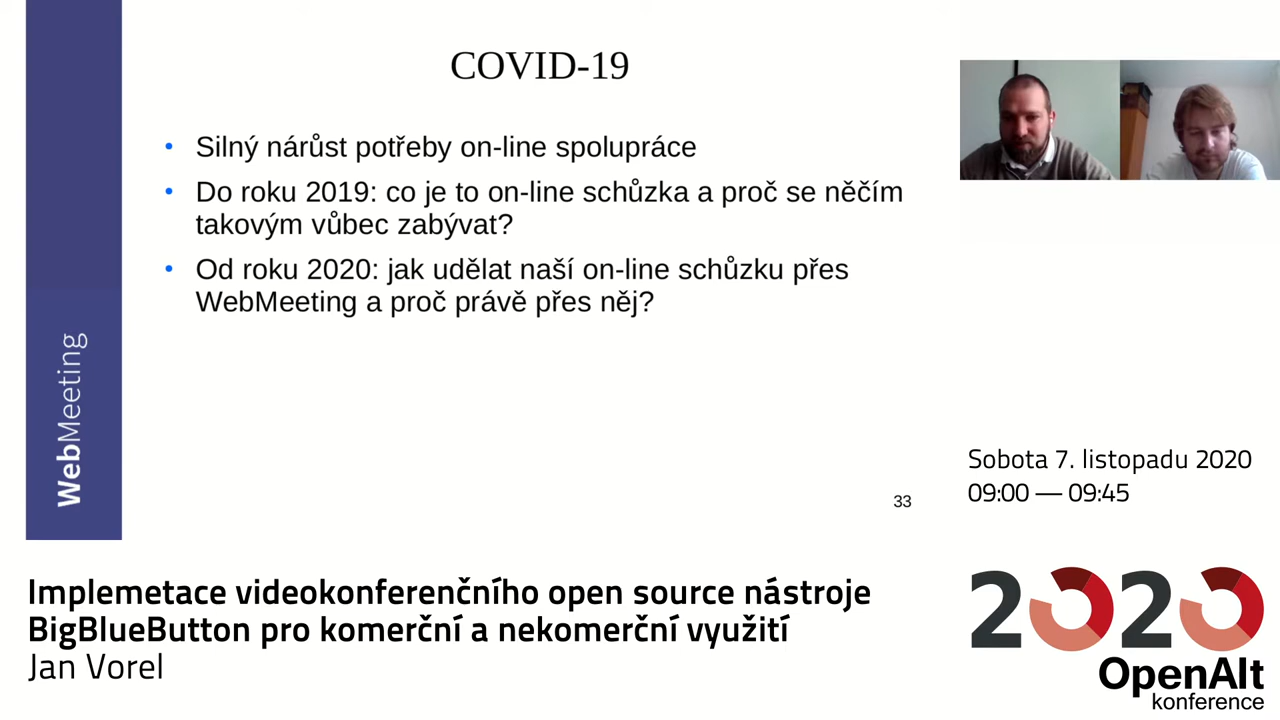 COVID-19
• Silný nárůst potřeby on-line spolupráce
• Do roku 2019: co je to on-line schůzka a proč se něčím
takovým vůbec zabývat?
• Od roku 2020: jak udělat naší on-line schůzku přes
WebMeeting a proč právě přes něj?
WebMeeting
33
Sobota 7. listopadu 2020
09:00 — 09:45
Implemetace videokonferenčního open source nástroje
BigBlueButton pro komerční a nekomerční využití
Jan Vorel
2020
OpenAlt
konference